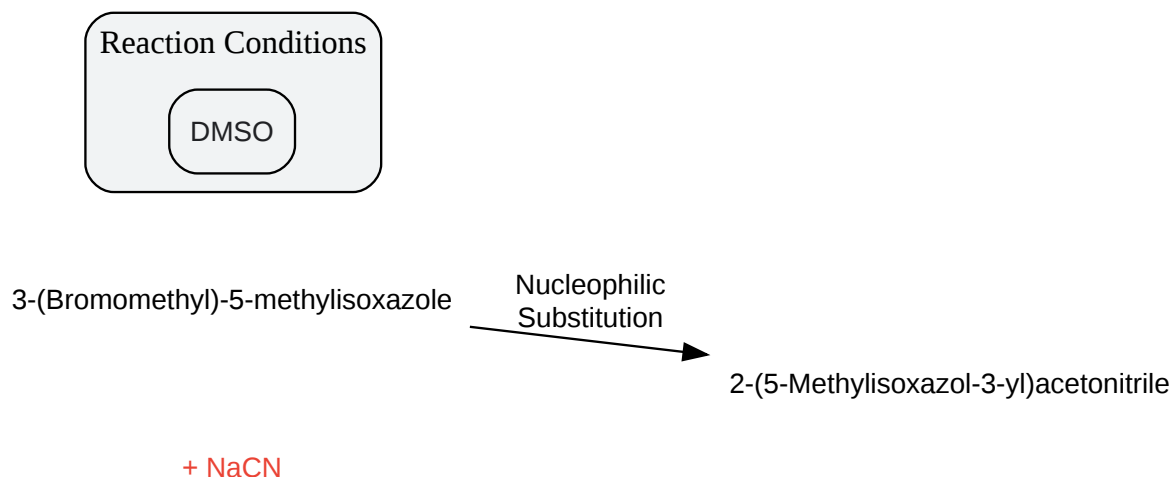 Reaction Conditions
DMSO
3-(Bromomethyl)-5-methylisoxazole
Nucleophilic
Substitution
2-(5-Methylisoxazol-3-yl)acetonitrile
+ NaCN